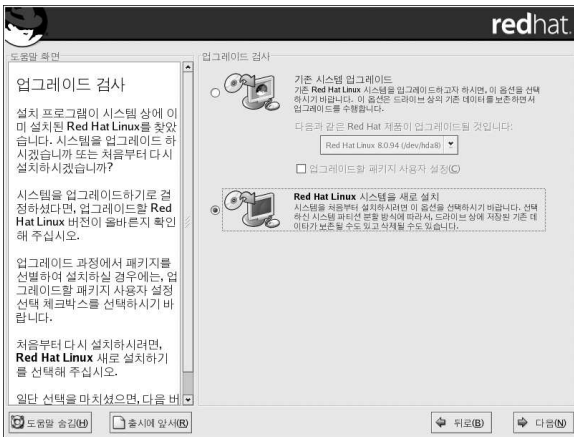 redhat.
도움말 화면
업그레이드 검사
설치 프로그램이 시스템 상에 이
미 설치된 Red Hat Linux를 찾았
습니다. 시스템을 업그레이드 하
시겠습니까 또는 처음부터 다시
설치하시겠습니까?
시스템을 업그레이드하기로 결
정하셨다면, 업그레이드할 Red
Hat Linux 버전이 올바른지 확인
해 주십시오.
업그레이드 과정에서 패키지를
선별하여 설치하실 경우에는, 업
그레이드할 패키지 사용자 설정
선택 체크박스를 선택하시기 바
랍니다.
처음부터 다시 설치하시려면,
Red Hat Linux 새로 설치하기
를 선택해 주십시오.
일단 선택을 마치셨으면, 다음 버
업그레이드 검사
기존 시스템 업그레이드
기존 Red Hat Linux 시스템을 업그레이드하고자 하시면, 이 옵션을 선택
하시기 바랍니다. 이 옵션은 드라이브 상의 기존 데이터를 보존하면서
업그레이드를 수행합니다.
다음과 같은 Red Hat 제품이 업그레이드될 것입니다:
Red Hat Linux 8.0.94 (/dev/hda8)
업그레이드할 패키지 사용자 설정(C)
Red Hat Linux 시스템을 새로 설치
시스템을 처음부터 설치하시려면 이 옵션을 선택하시기 바랍니다. 선택
하신 시스템 파티션 분할 방식에 따라서, 드라이브 상에 저장된 기존 데
이타가 보존될 수도 있고 삭제될 수도 있습니다.
도움말 숨김(H)
출시에 앞서(R)
뒤로(B)
다음(N)